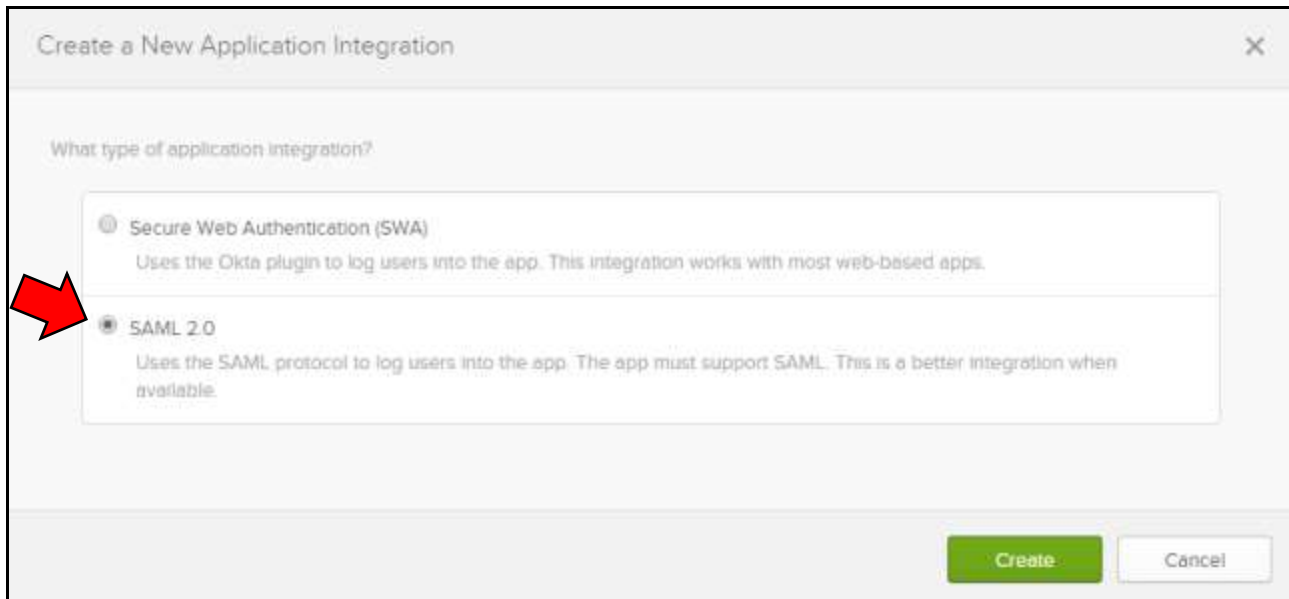 Create a New Application Integration
What type of application integration?
Secure Web Authentication (SWA)
Uses the Okta plugin to log users into the app. This integration works with most web-based apps.
SAML 2.0
Uses the SAML protocol to log users into the app. The app must support SAML. This is a better integration when
available.
Create
Cancel